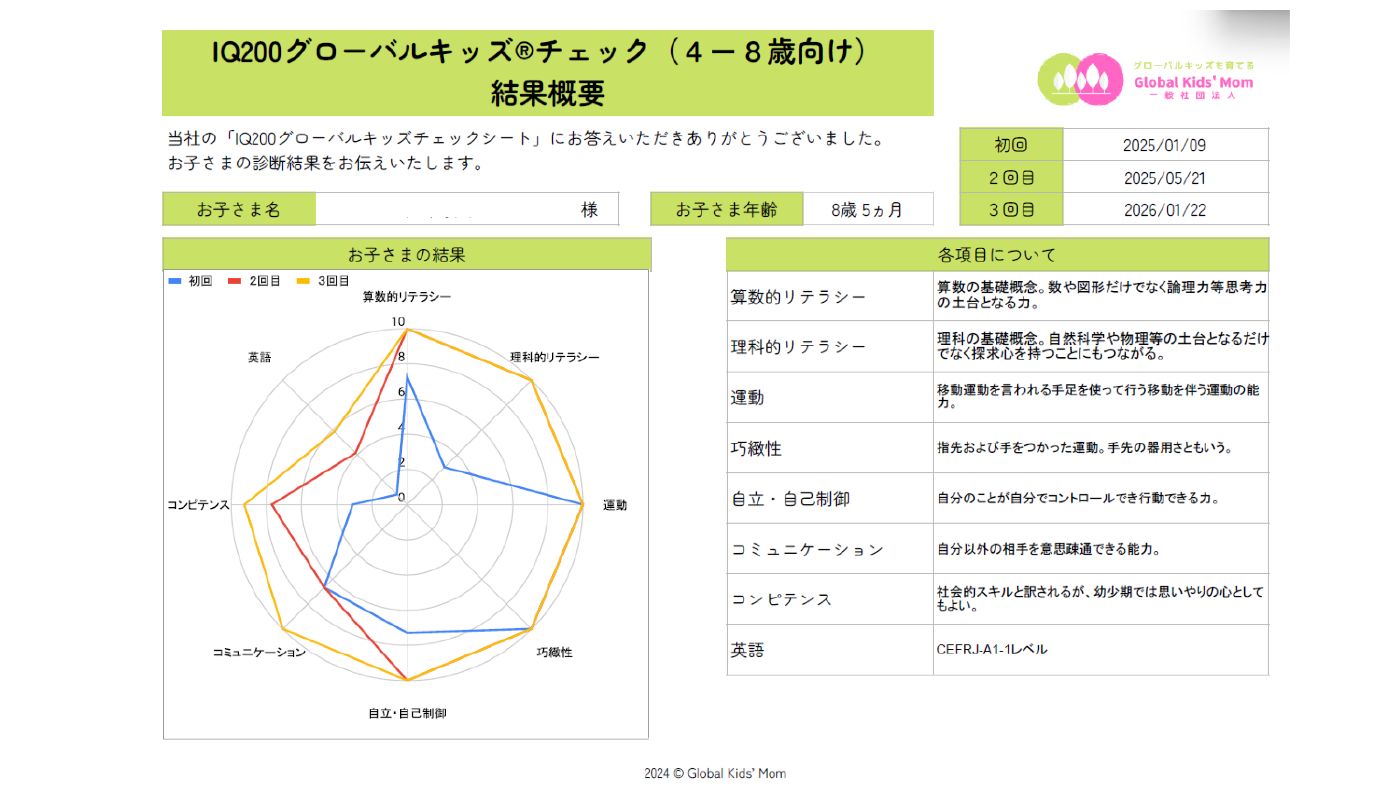 IQ200グローバルキッズ®チェック（４－８歳向け）
結果概要
グローバルキッズを育てる
Global Kids' Mom
一般社団法人
当社の「IQ200グローバルキッズチェックシート」にお答えいただきありがとうございました。
お子さまの診断結果をお伝えいたします。
初回 2025/01/09
２回目 2025/05/21
３回目 2026/01/22
お子さま名 様
お子さま年齢 8歳 5ヵ月
お子さまの結果
初回 2回目 3回目
算数的リテラシー
10
英語
8
理科的リテラシー
6
4
2
コンピテンス
0
運動
コミュニケーション
巧緻性
自立・自己制御
各項目について
算数的リテラシー
算数の基礎概念。数や図形だけでなく論理力等思考力
の土台となる力。
理科的リテラシー
理科の基礎概念。自然科学や物理等の土台となるだけ
でなく探求心を持つことにもつながる。
運動
移動運動を言われる手足を使って行う移動を伴う運動の能
力。
巧緻性
指先および手をつかった運動。手先の器用さともいう。
自立・自己制御
自分のことが自分でコントロールでき行動できる力。
コミュニケーション
自分以外の相手を意思疎通できる能力。
コンピテンス
社会的スキルと訳されるが、幼少期では思いやりの心として
もよい。
英語
CEFRJ-A1-1レベル
2024 © Global Kids' Mom